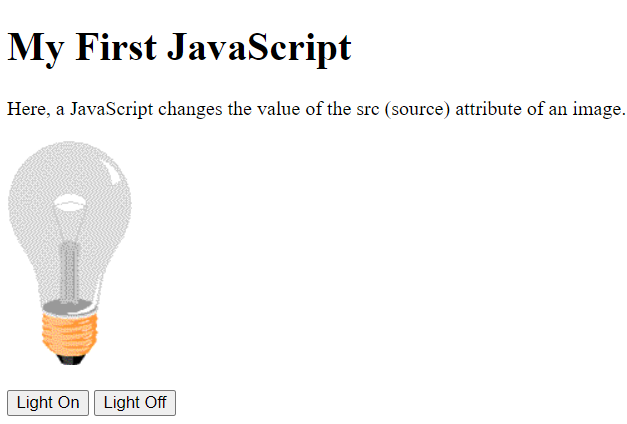 My First JavaScript
Here, a JavaScript changes the value of the src (source) attribute of an image.
Light On Light Off